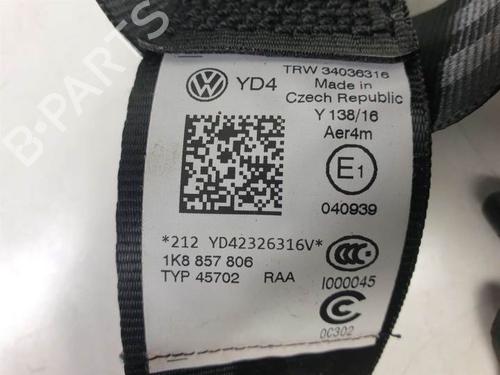 YD4
TRW 34036316
Made in
Czech Republic
Y 138/16
Aer4m
E1
040939
*212 YD42326316V*
1K8 857 806
TYP 45702 RAA
I000045
0C302
B-Parts